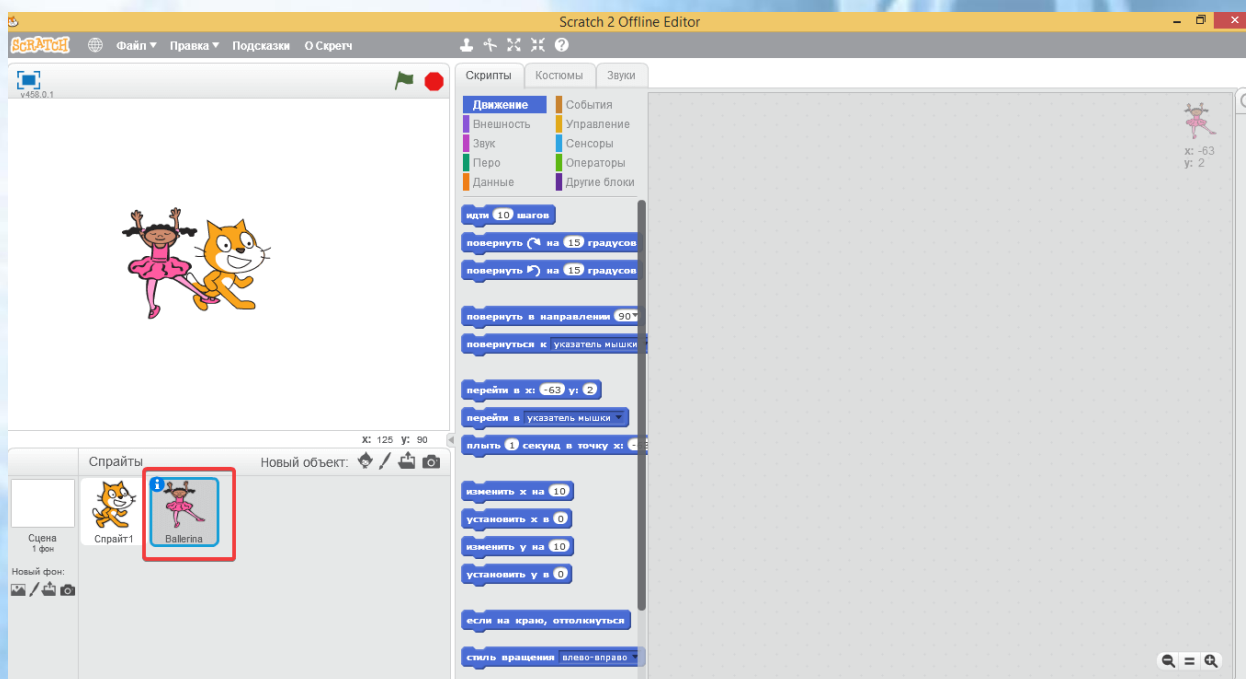 Scratch 2 Offline Editor
SCRATCH Файл Правка Подсказки О Скретч
v458.0.1
Скрипты Костюмы Звуки
Движение События
Внешность Управление
Звук Сенсоры
Перо Операторы
Данные Другие блоки
x: -63
y: 2
идти 10 шагов
повернуть на 15 градусов
повернуть на 15 градусов
повернуть в направлении 90
повернуться к указатель мышки
перейти в x: -63 y: 2
перейти в указатель мышки
плыть 1 секунд в точку x:
изменить x на 10
установить x в 0
изменить y на 10
установить y в 0
если на краю, оттолкнуться
стиль вращения влево-вправо
X: 125 y: 90
Спрайты Новый объект:
Сцена
1 фон
Спрайт1 Ballerina
Новый фон: